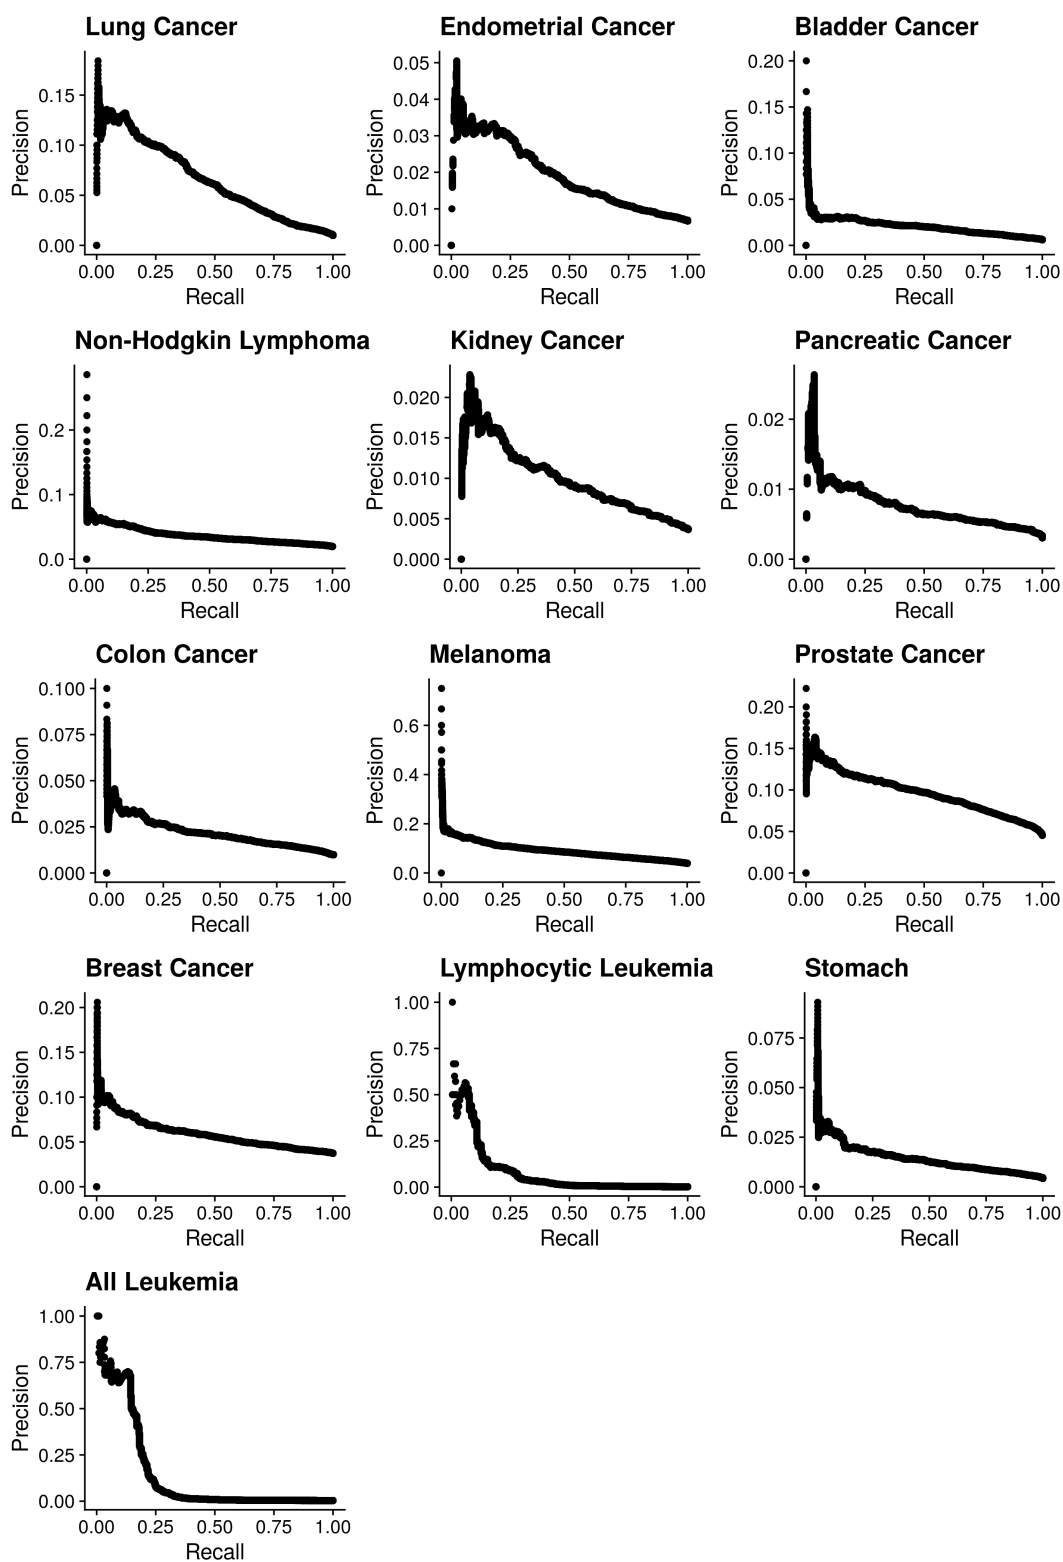 Lung Cancer
Precision
0.15
0.10
0.05
0.00
0.00 0.25 0.50 0.75 1.00
Recall
Endometrial Cancer
Precision
0.05
0.04
0.03
0.02
0.01
0.00
0.00 0.25 0.50 0.75 1.00
Recall
Bladder Cancer
Precision
0.20
0.15
0.10
0.05
0.00
0.00 0.25 0.50 0.75 1.00
Recall
Non-Hodgkin Lymphoma
Precision
0.2
0.1
0.0
0.00 0.25 0.50 0.75 1.00
Recall
Kidney Cancer
Precision
0.020
0.015
0.010
0.005
0.000
0.00 0.25 0.50 0.75 1.00
Recall
Pancreatic Cancer
Precision
0.02
0.01
0.00
0.00 0.25 0.50 0.75 1.00
Recall
Colon Cancer
Precision
0.100
0.075
0.050
0.025
0.000
0.00 0.25 0.50 0.75 1.00
Recall
Melanoma
Precision
0.6
0.4
0.2
0.0
0.00 0.25 0.50 0.75 1.00
Recall
Prostate Cancer
Precision
0.20
0.15
0.10
0.05
0.00
0.00 0.25 0.50 0.75 1.00
Recall
Breast Cancer
Precision
0.20
0.15
0.10
0.05
0.00
0.00 0.25 0.50 0.75 1.00
Recall
Lymphocytic Leukemia
Precision
1.00
0.75
0.50
0.25
0.00
0.00 0.25 0.50 0.75 1.00
Recall
Stomach
Precision
0.075
0.050
0.025
0.000
0.00 0.25 0.50 0.75 1.00
Recall
All Leukemia
Precision
1.00
0.75
0.50
0.25
0.00
0.00 0.25 0.50 0.75 1.00
Recall